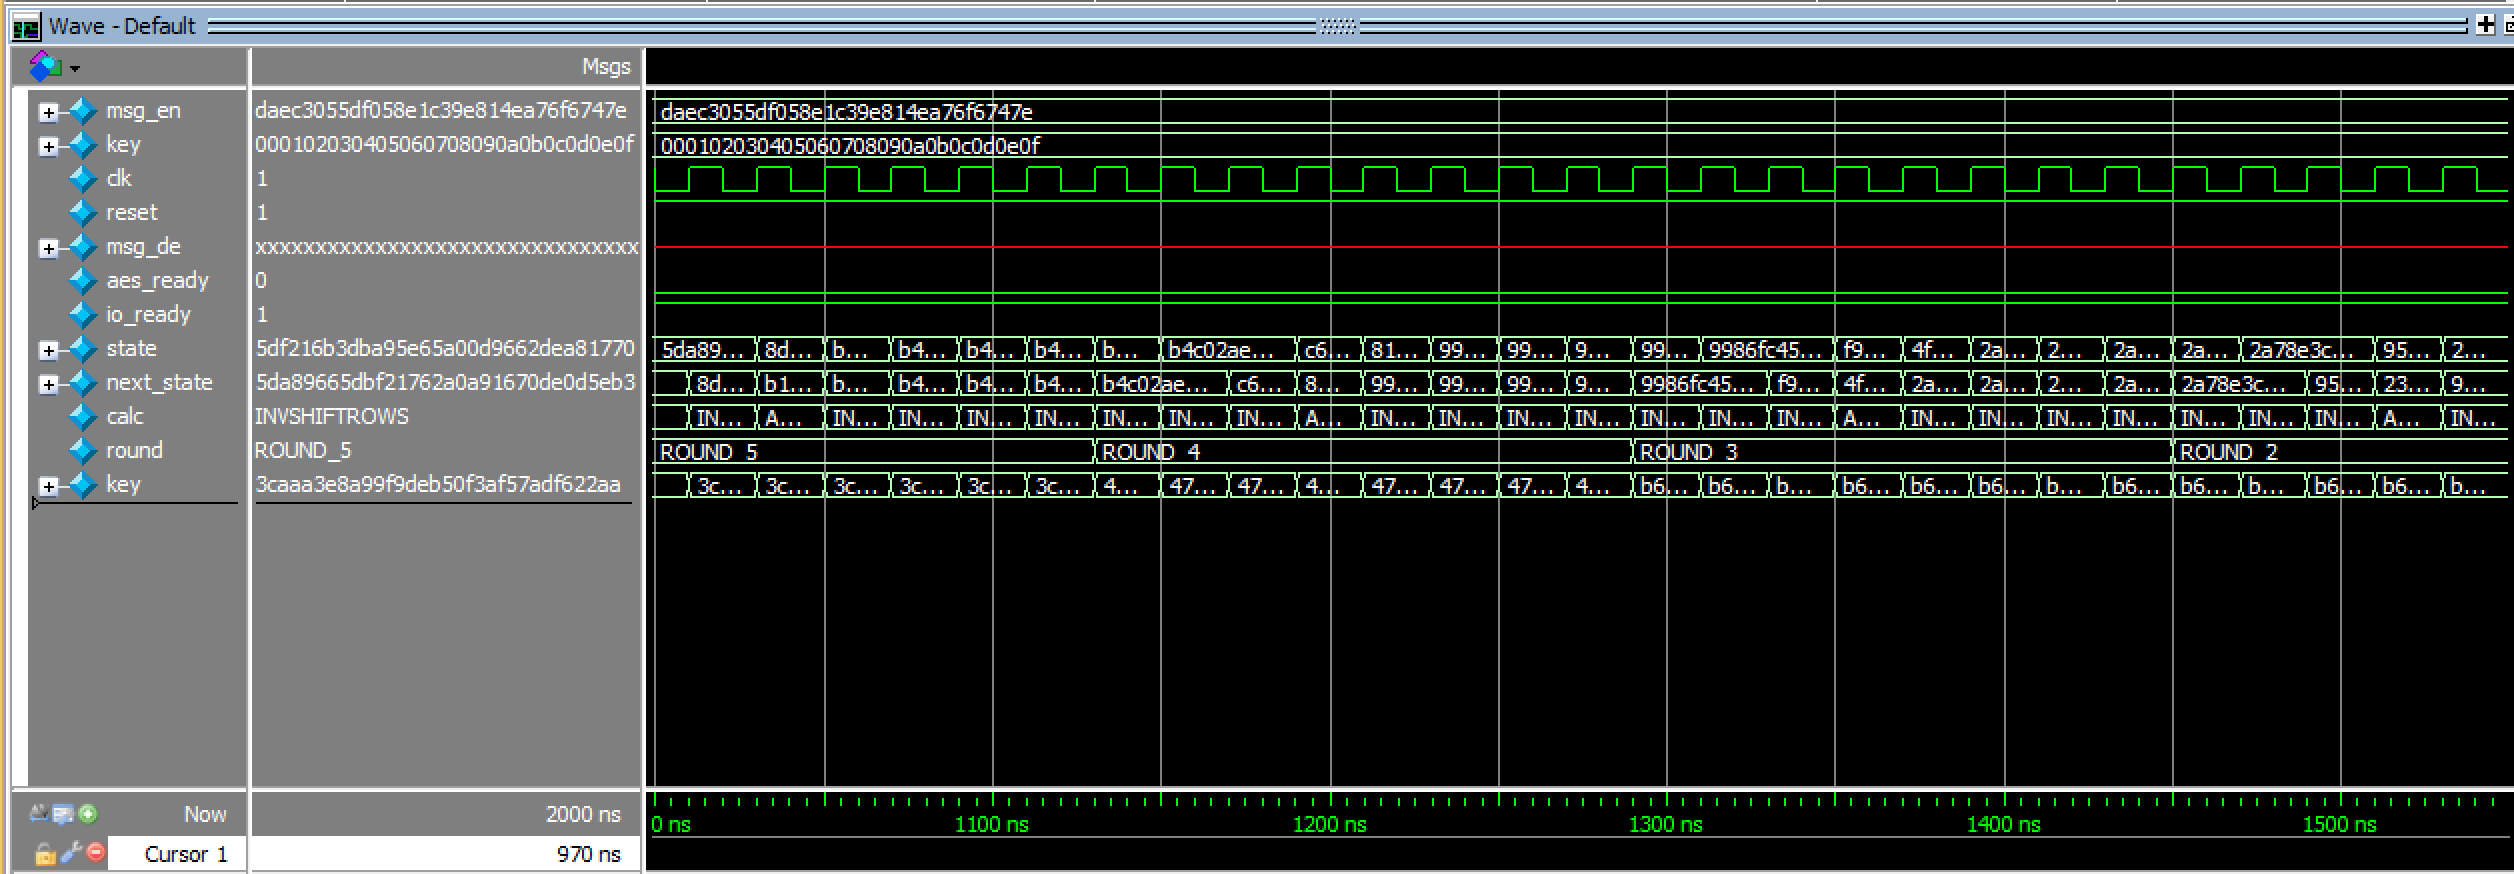 Wave - Default
Msgs
msg_en daec3055df058e1c39e814ea76f6747e daec3055df058e1c39e814ea76f6747e
key 000102030405060708090a0b0c0d0e0f 000102030405060708090a0b0c0d0e0f
clk 1
reset 1
msg_de xxxxxxxxxxxxxxxxxxxxxxxxxxxxxxxx
aes_ready 0
io_ready 1
state 5df216b3dba95e65a00d9662dea81770 5da89... 8d... b... b4... b4... b4... b... b4c02ae... c6... 81... 99... 99... 9... 99... 9986fc45... f9... 4f... 2a... 2... 2a... 2a... 2a78e3c... 95... 2...
next_state 5da89665dbf21762a0a91670de0d5eb3 8d... b1... b... b4... b4... b4... b4c02ae... c6... 8... 99... 99... 99... 9... 9986fc45... f9... 4f... 2a... 2a... 2... 2a... 2a78e3c... 95... 23... 9...
calc INVSHIFTROWS IN... A... IN... IN... IN... IN... IN... IN... IN... A... IN... IN... IN... IN... IN... IN... IN... A... IN... IN... IN... IN... IN... IN... IN... A... IN...
round ROUND_5 ROUND_5 ROUND_4 ROUND_3 ROUND_2
key 3caaa3e8a99f9deb50f3af57adf622aa 3c... 3c... 3c... 3c... 3c... 3c... 4... 47... 47... 4... 47... 47... 47... 4... b6... b6... b... b6... b6... b6... b... b6... b6... b... b6... b6... b...
Now 2000 ns 0 ns 1100 ns 1200 ns 1300 ns 1400 ns 1500 ns
Cursor 1 970 ns